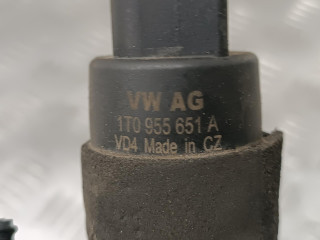 VW AG
1T0 955 651 A
VD4 Made in CZ